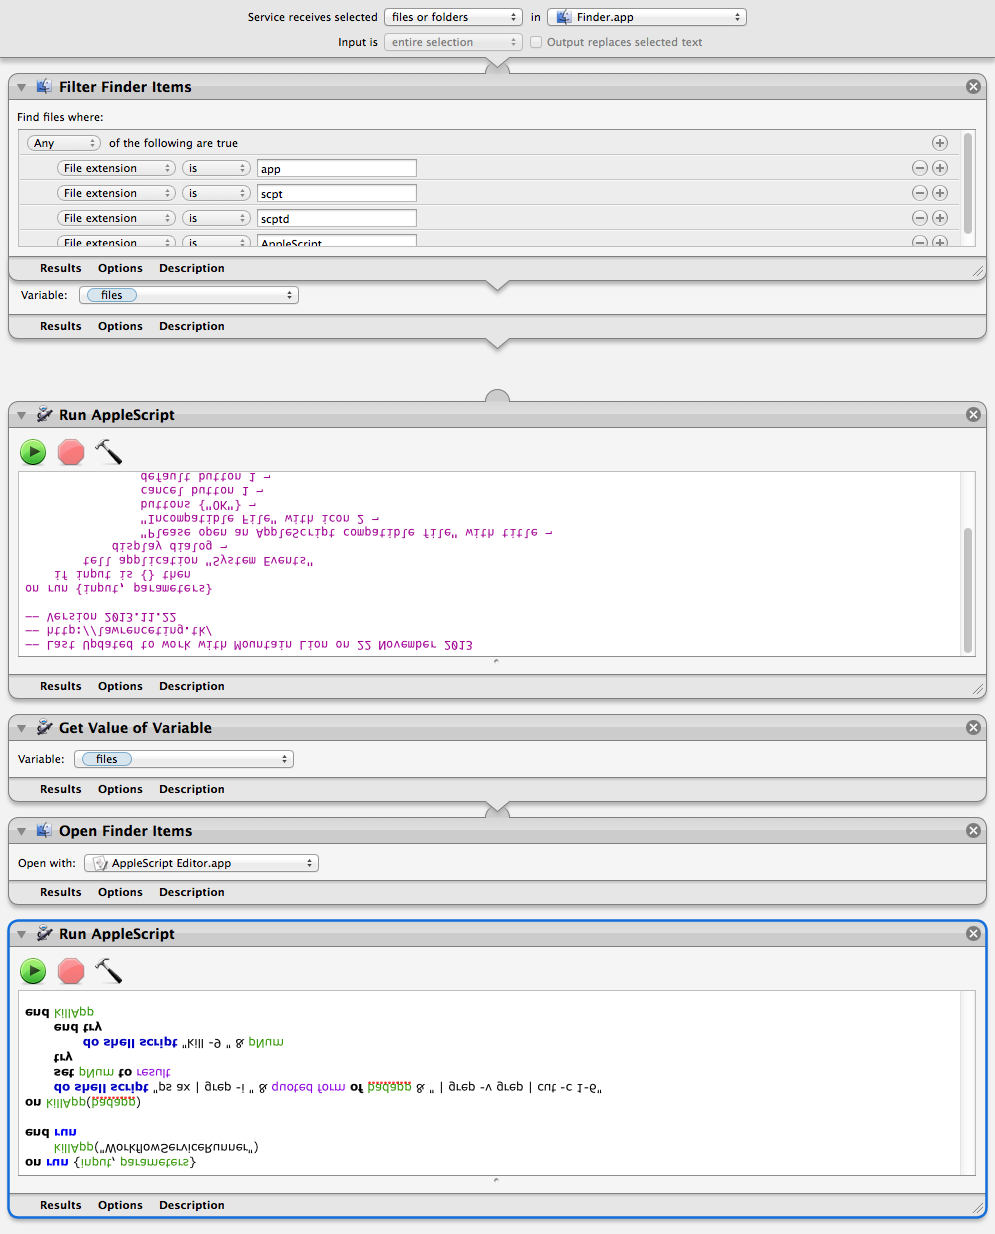 Service receives selected files or folders in Finder.app
Input is entire selection Output replaces selected text
Filter Finder Items
Find files where:
Any of the following are true
File extension is app
File extension is scpt
File extension is scptd
File extension is AppleScript
Results Options Description
Variable: files
Results Options Description
Run AppleScript
default button 1 ¬
cancel button 1 ¬
buttons {"OK"} ¬
"Incompatible File" with icon 2 ¬
"Please open an AppleScript compatible file" with title ¬
display dialog ¬
tell application "System Events"
if input is {} then
on run {input, parameters}
-- Version 2013.11.22
-- http://lawrenceting.tk/
-- Last Updated to work with Mountain Lion on 22 November 2013
Results Options Description
Get Value of Variable
Variable: files
Results Options Description
Open Finder Items
Open with: AppleScript Editor.app
Results Options Description
Run AppleScript
end killApp
end try
do shell script "kill -9 " & pNum
try
set pNum to result
do shell script "ps ax | grep -i " & quoted form of badapp & " | grep -v grep | cut -c 1-6"
on killApp(badapp)
end run
killApp("WorkflowServiceRunner")
on run {input, parameters}
Results Options Description